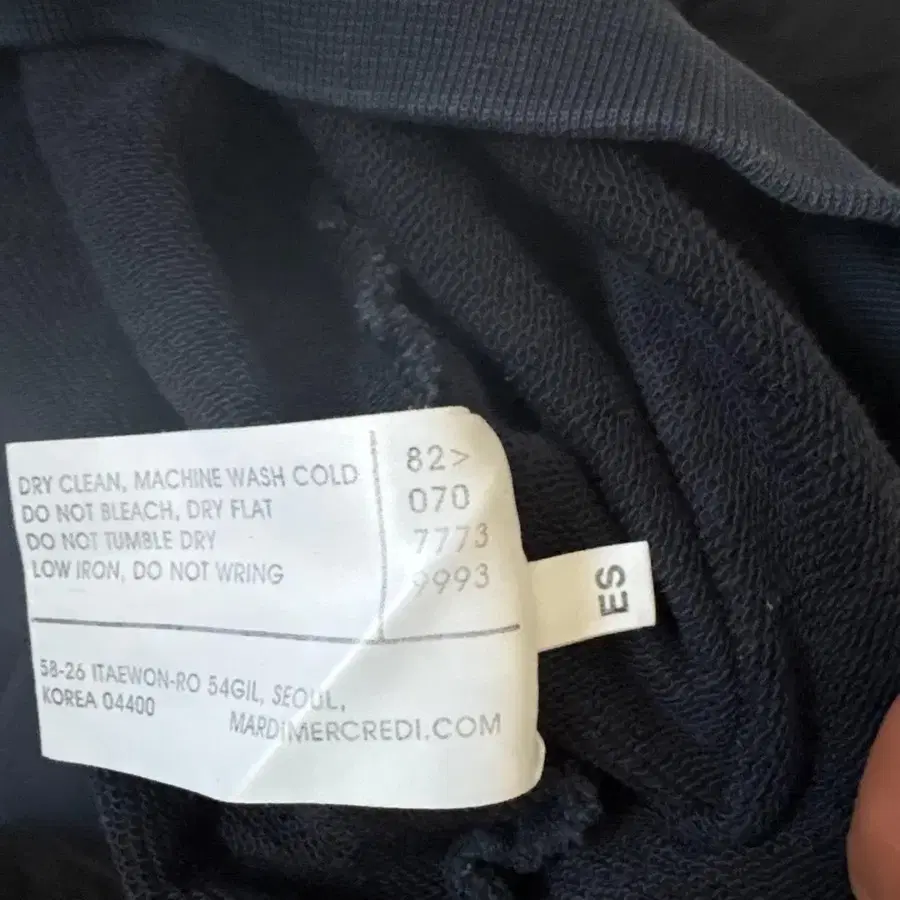 DRY CLEAN, MACHINE WASH COLD
DO NOT BLEACH, DRY FLAT
DO NOT TUMBLE DRY
LOW IRON, DO NOT WRING
82>
070
7773
9993
58-26 ITAEWON-RO 54GIL, SEOUL,
KOREA 04400
MARDIMERCREDI.COM
ES